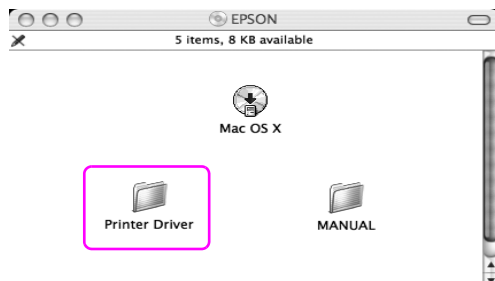 EPSON
5 items, 8 KB available
Mac OS X
Printer Driver
MANUAL